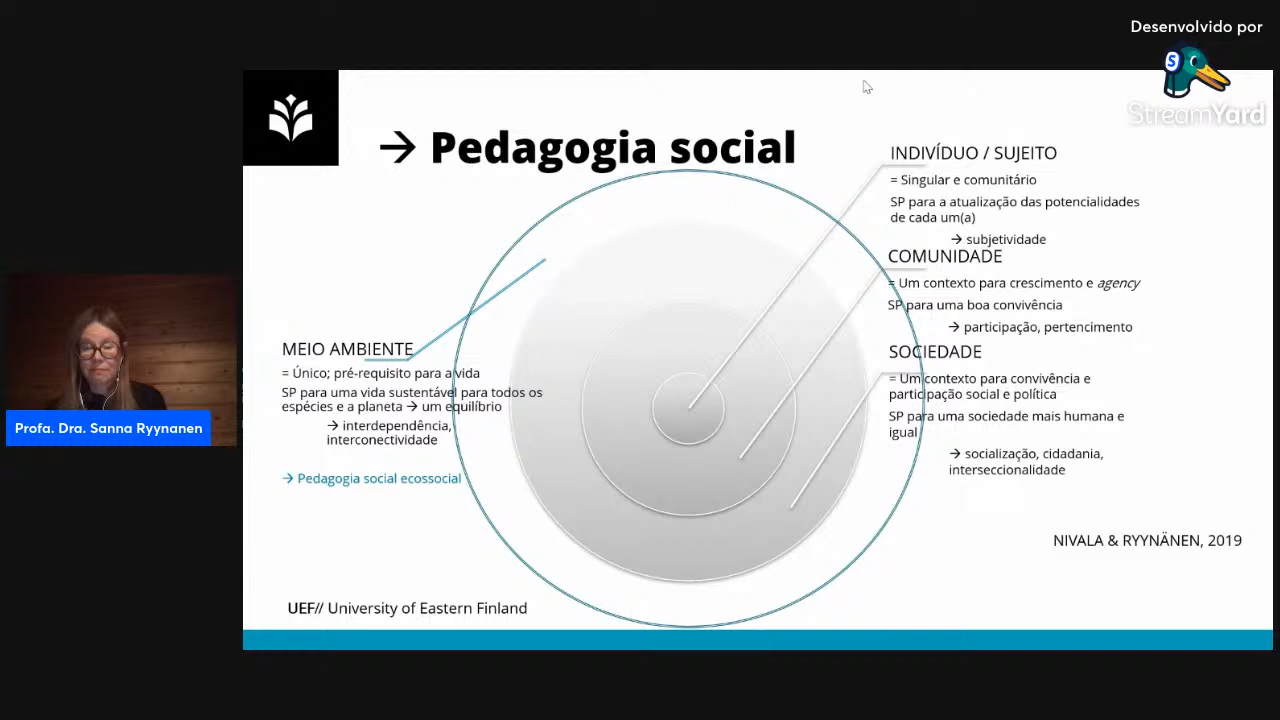 Desenvolvido por
StreamYard
→ Pedagogia social
INDIVÍDUO / SUJEITO
= Singular e comunitário
SP para a atualização das potencialidades
de cada um(a)
→ subjetividade
COMUNIDADE
= Um contexto para crescimento e agency
SP para uma boa convivência
→ participação, pertencimento
SOCIEDADE
= Um contexto para convivência e
participação social e política
SP para uma sociedade mais humana e
igual
→ socialização, cidadania,
interseccionalidade
MEIO AMBIENTE
= Único; pré-requisito para a vida
SP para uma vida sustentável para todos os
espécies e a planeta → um equilíbrio
→ interdependência,
interconectividade
→ Pedagogia social ecossocial
Profa. Dra. Sanna Ryynanen
NIVALA & RYYNÄNEN, 2019
UEF// University of Eastern Finland